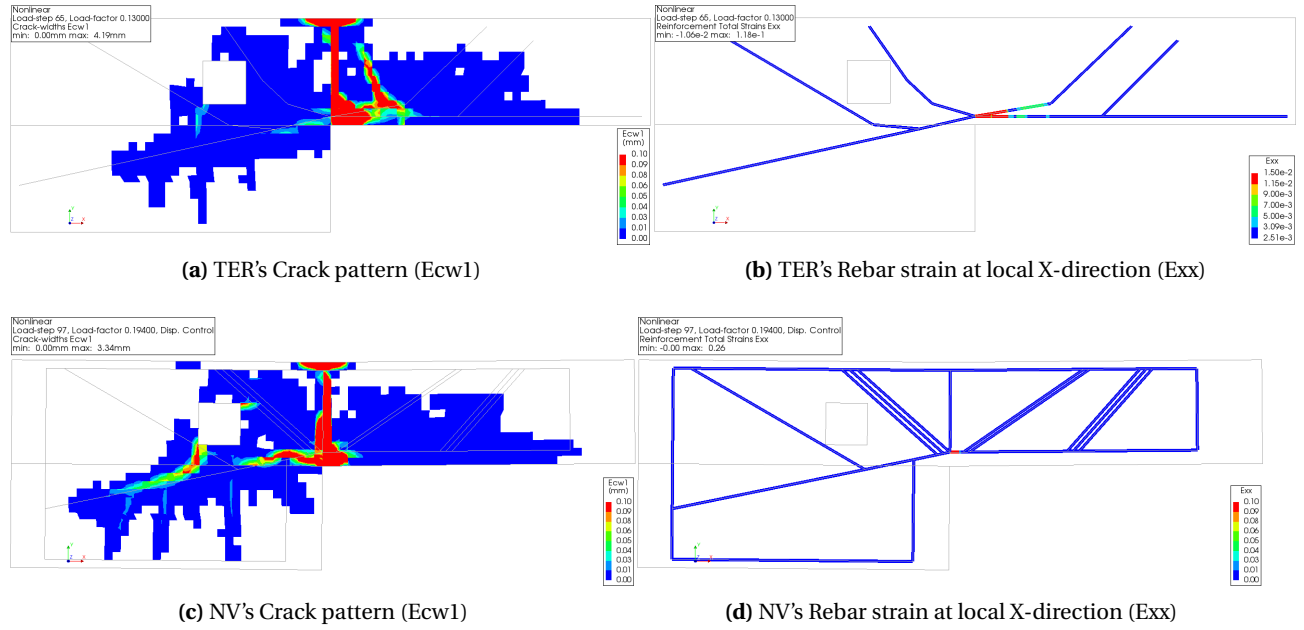 Nonlinear
Load-step 65, Load-factor 0.13000
Crack-widths Ecw1
min: 0.00mm max: 4.19mm
Ecw1
(mm)
0.10
0.09
0.08
0.06
0.05
0.04
0.03
0.01
0.00
Y
Z X
(a) TER's Crack pattern (Ecw1)
Nonlinear
Load-step 65, Load-factor 0.13000
Reinforcement Total Strains Exx
min: -1.06e-2 max: 1.18e-1
Exx
1.50e-2
1.15e-2
9.00e-3
7.00e-3
5.00e-3
3.09e-3
2.51e-3
Y
Z X
(b) TER's Rebar strain at local X-direction (Exx)
Nonlinear
Load-step 97, Load-factor 0.19400, Disp. Control
Crack-widths Ecw1
min: 0.00mm max: 3.34mm
Ecw1
(mm)
0.10
0.09
0.08
0.06
0.05
0.04
0.03
0.01
0.00
Y
Z X
(c) NV's Crack pattern (Ecw1)
Nonlinear
Load-step 97, Load-factor 0.19400, Disp. Control
Reinforcement Total Strains Exx
min: -0.00 max: 0.26
Exx
0.10
0.09
0.08
0.06
0.05
0.04
0.03
0.01
0.00
Y
Z X
(d) NV's Rebar strain at local X-direction (Exx)